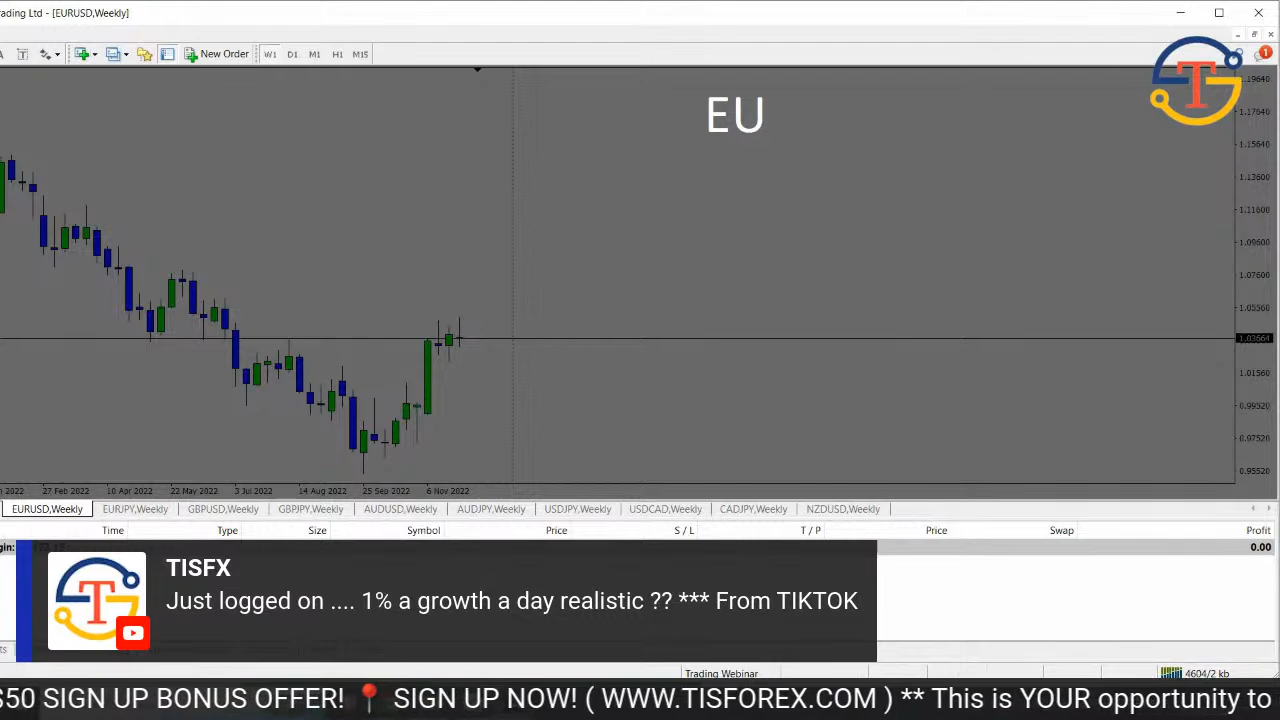 rading Ltd - [EURUSD,Weekly]
A T New Order W1 D1 M1 H1 M15
1
T
EU
1.19640
1.17640
1.15640
1.13600
1.11600
1.09600
1.07600
1.05560
1.03664
1.01560
0.99520
0.97520
0.95520
2022 27 Feb 2022 10 Apr 2022 22 May 2022 3 Jul 2022 14 Aug 2022 25 Sep 2022 6 Nov 2022
EURUSD,Weekly EURJPY,Weekly GBPUSD,Weekly GBPJPY,Weekly AUDUSD,Weekly AUDJPY,Weekly USDJPY,Weekly USDCAD,Weekly CADJPY,Weekly NZDUSD,Weekly
Time Type Size Symbol Price S / L T / P Price Swap Profit
gin: 0.00
TISFX
Just logged on .... 1% a growth a day realistic ?? *** From TIKTOK
ts
Trading Webinar 4604/2 kb
$50 SIGN UP BONUS OFFER! 📍 SIGN UP NOW! ( WWW.TISFOREX.COM ) ** This is YOUR opportunity to